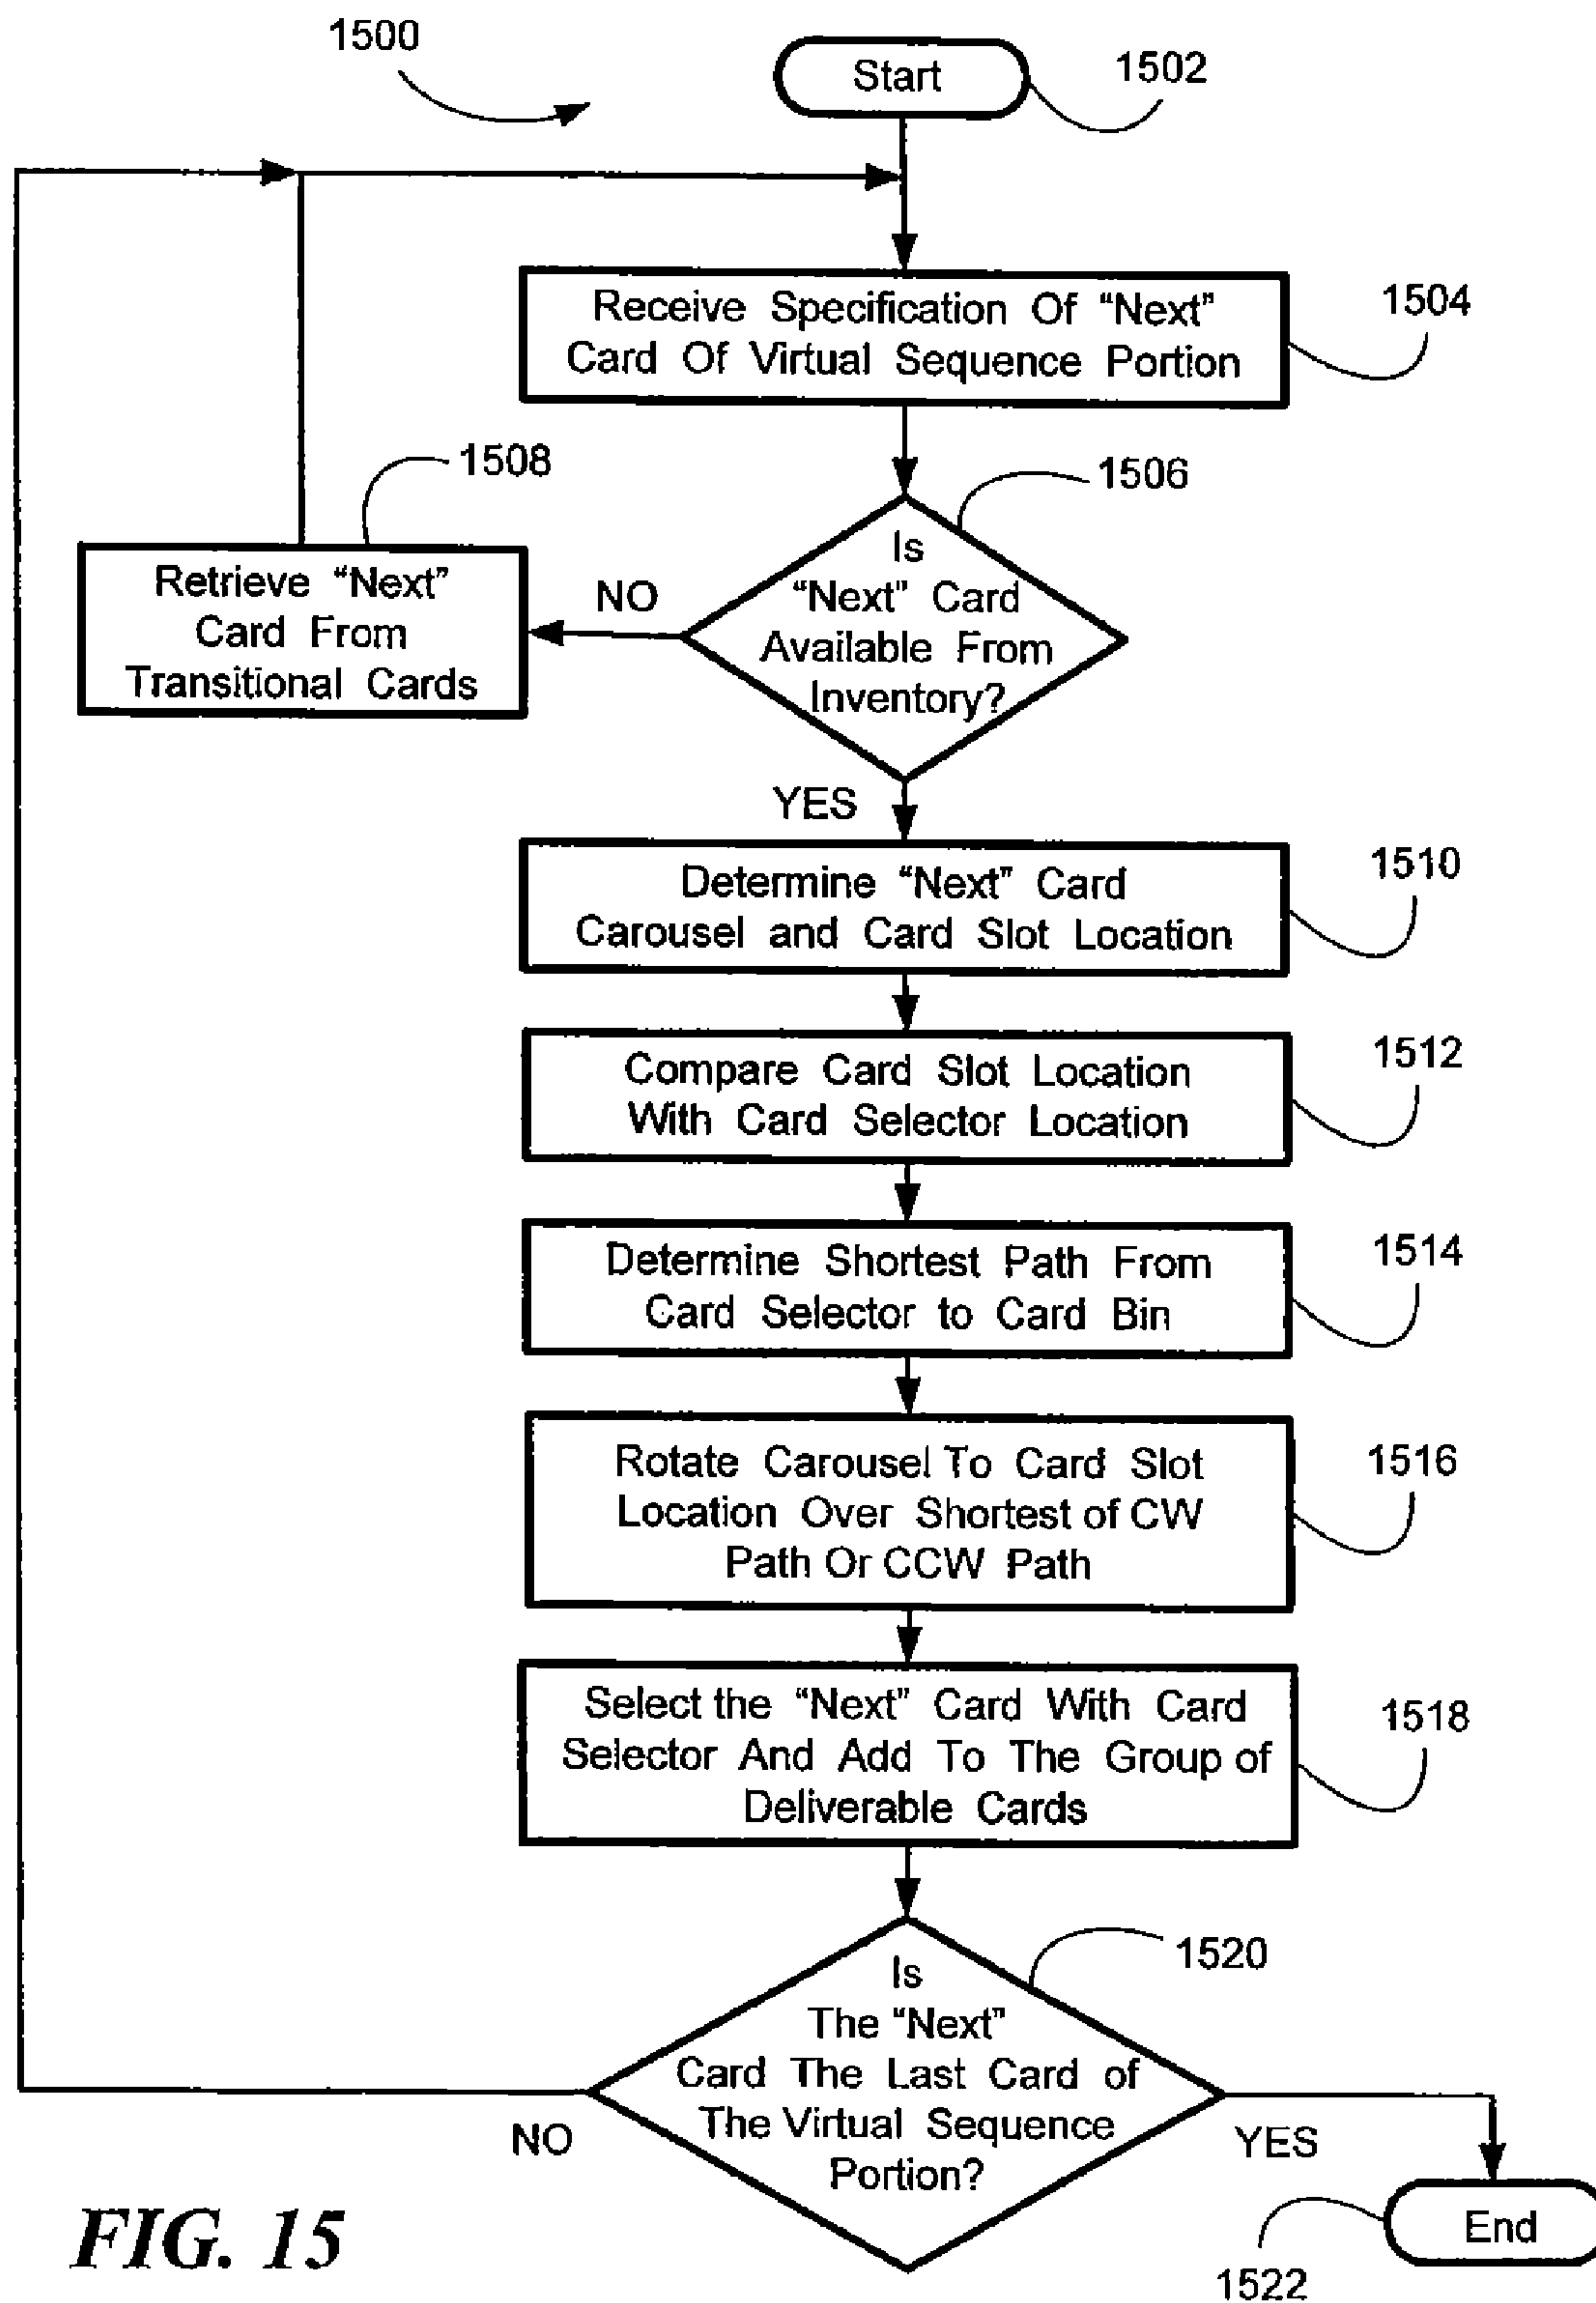 1500
Start
1502
Receive Specification Of “Next”
Card Of Virtual Sequence Portion
1504
1508
1506
Retrieve “Next”
Card From
Transitional Cards
NO
Is
“Next” Card
Available From
Inventory?
YES
Determine “Next” Card
Carousel and Card Slot Location
1510
Compare Card Slot Location
With Card Selector Location
1512
Determine Shortest Path From
Card Selector to Card Bin
1514
Rotate Carousel To Card Slot
Location Over Shortest of CW
Path Or CCW Path
1516
Select the “Next” Card With Card
Selector And Add To The Group of
Deliverable Cards
1518
Is
The “Next”
Card The Last Card of
The Virtual Sequence
Portion?
1520
NO
YES
End
1522
FIG. 15